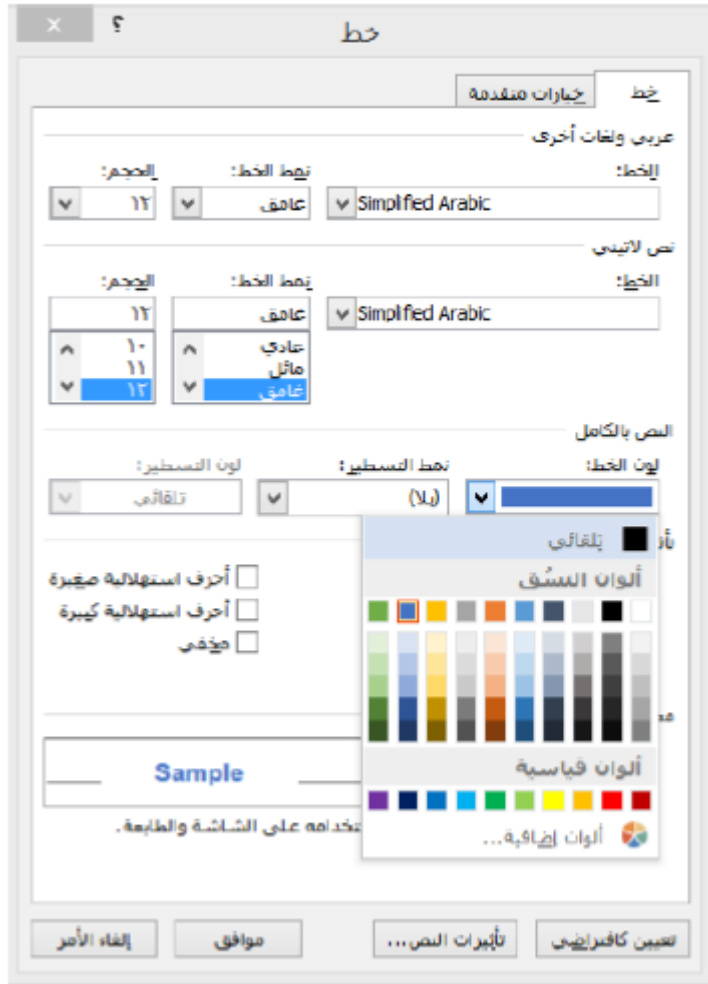 خط ؟ ×
خط خيارات متقدمة
عربي ولغات أخرى
الخط: نمط الخط: الحجم:
Simplified Arabic غامق ١٢
نص لاتيني
الخط: نمط الخط: الحجم:
Simplified Arabic غامق ١٢
عادي ١٠
مائل ١١
غامق ١٢
النص بالكامل
لون الخط: نمط التسطير: لون التسطير:
(بلا) تلقائي
تلقائي
ألوان النسُق
أحرف استهلالية صغيرة
أحرف استهلالية كبيرة
مخفي
ألوان قياسية
Sample
ألوان إضافية...
على الشاشة والطابعة.
تعيين كافتراضي تأثيرات النص... موافق إلغاء الأمر